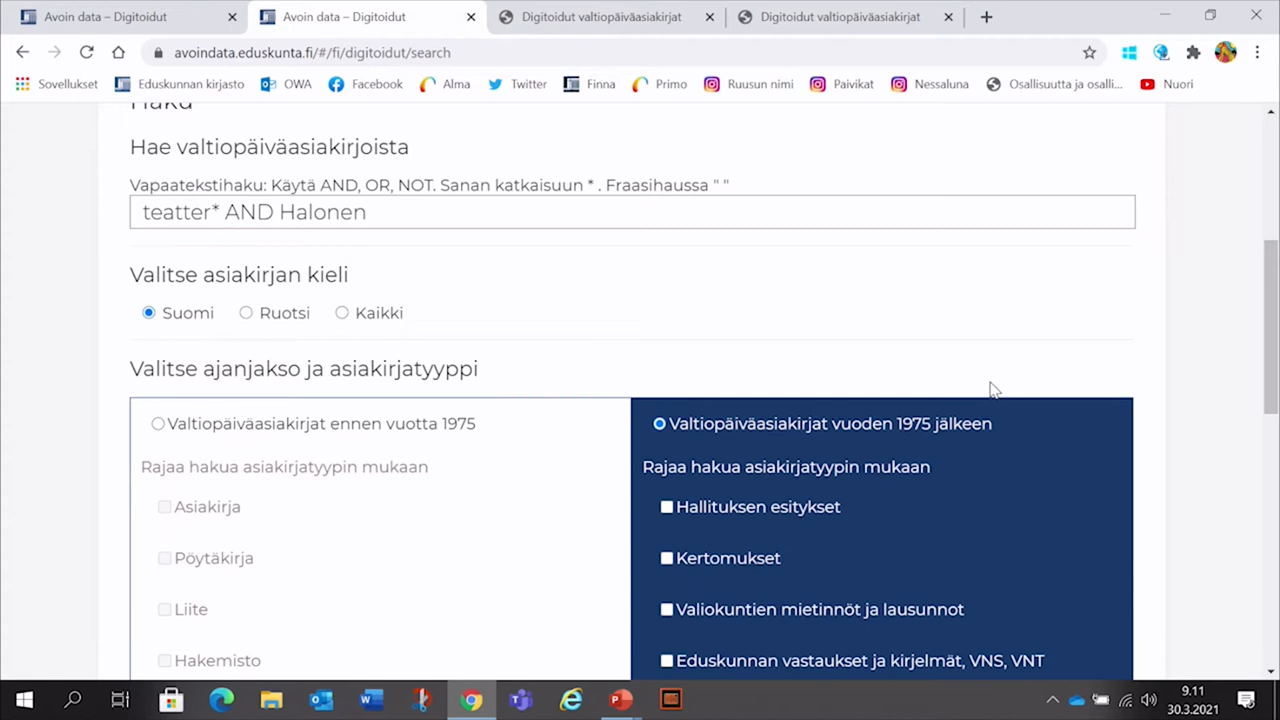 Avoin data – Digitoidut
Avoin data – Digitoidut
Digitoidut valtiopäiväasiakirjat
Digitoidut valtiopäiväasiakirjat
avoindata.eduskunta.fi/#/fi/digitoidut/search
Sovellukset Eduskunnan kirjasto OWA Facebook Alma Twitter Finna Primo Ruusun nimi Paivikat Nessaluna Osallisuutta ja osalli... Nuori
Haku
Hae valtiopäiväasiakirjoista
Vapaatekstihaku: Käytä AND, OR, NOT. Sanan katkaisuun * . Fraasihaussa " "
teatter* AND Halonen
Valitse asiakirjan kieli
Suomi Ruotsi Kaikki
Valitse ajanjakso ja asiakirjatyyppi
Valtiopäiväasiakirjat ennen vuotta 1975
Rajaa hakua asiakirjatyypin mukaan
Asiakirja
Pöytäkirja
Liite
Hakemisto
Valtiopäiväasiakirjat vuoden 1975 jälkeen
Rajaa hakua asiakirjatyypin mukaan
Hallituksen esitykset
Kertomukset
Valiokuntien mietinnöt ja lausunnot
Eduskunnan vastaukset ja kirjelmät, VNS, VNT
9.11
30.3.2021